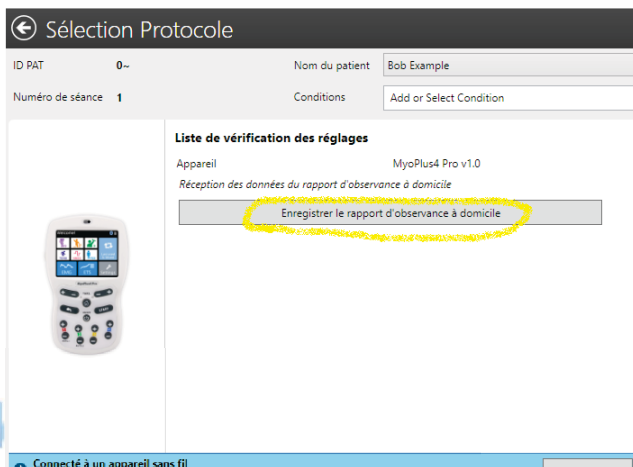 Sélection Protocole
ID PAT 0~ Nom du patient Bob Example
Numéro de séance 1 Conditions Add or Select Condition
Liste de vérification des réglages
Appareil MyoPlus4 Pro v1.0
Réception des données du rapport d'observance à domicile
Enregistrer le rapport d'observance à domicile
Connecté à un appareil sans fil